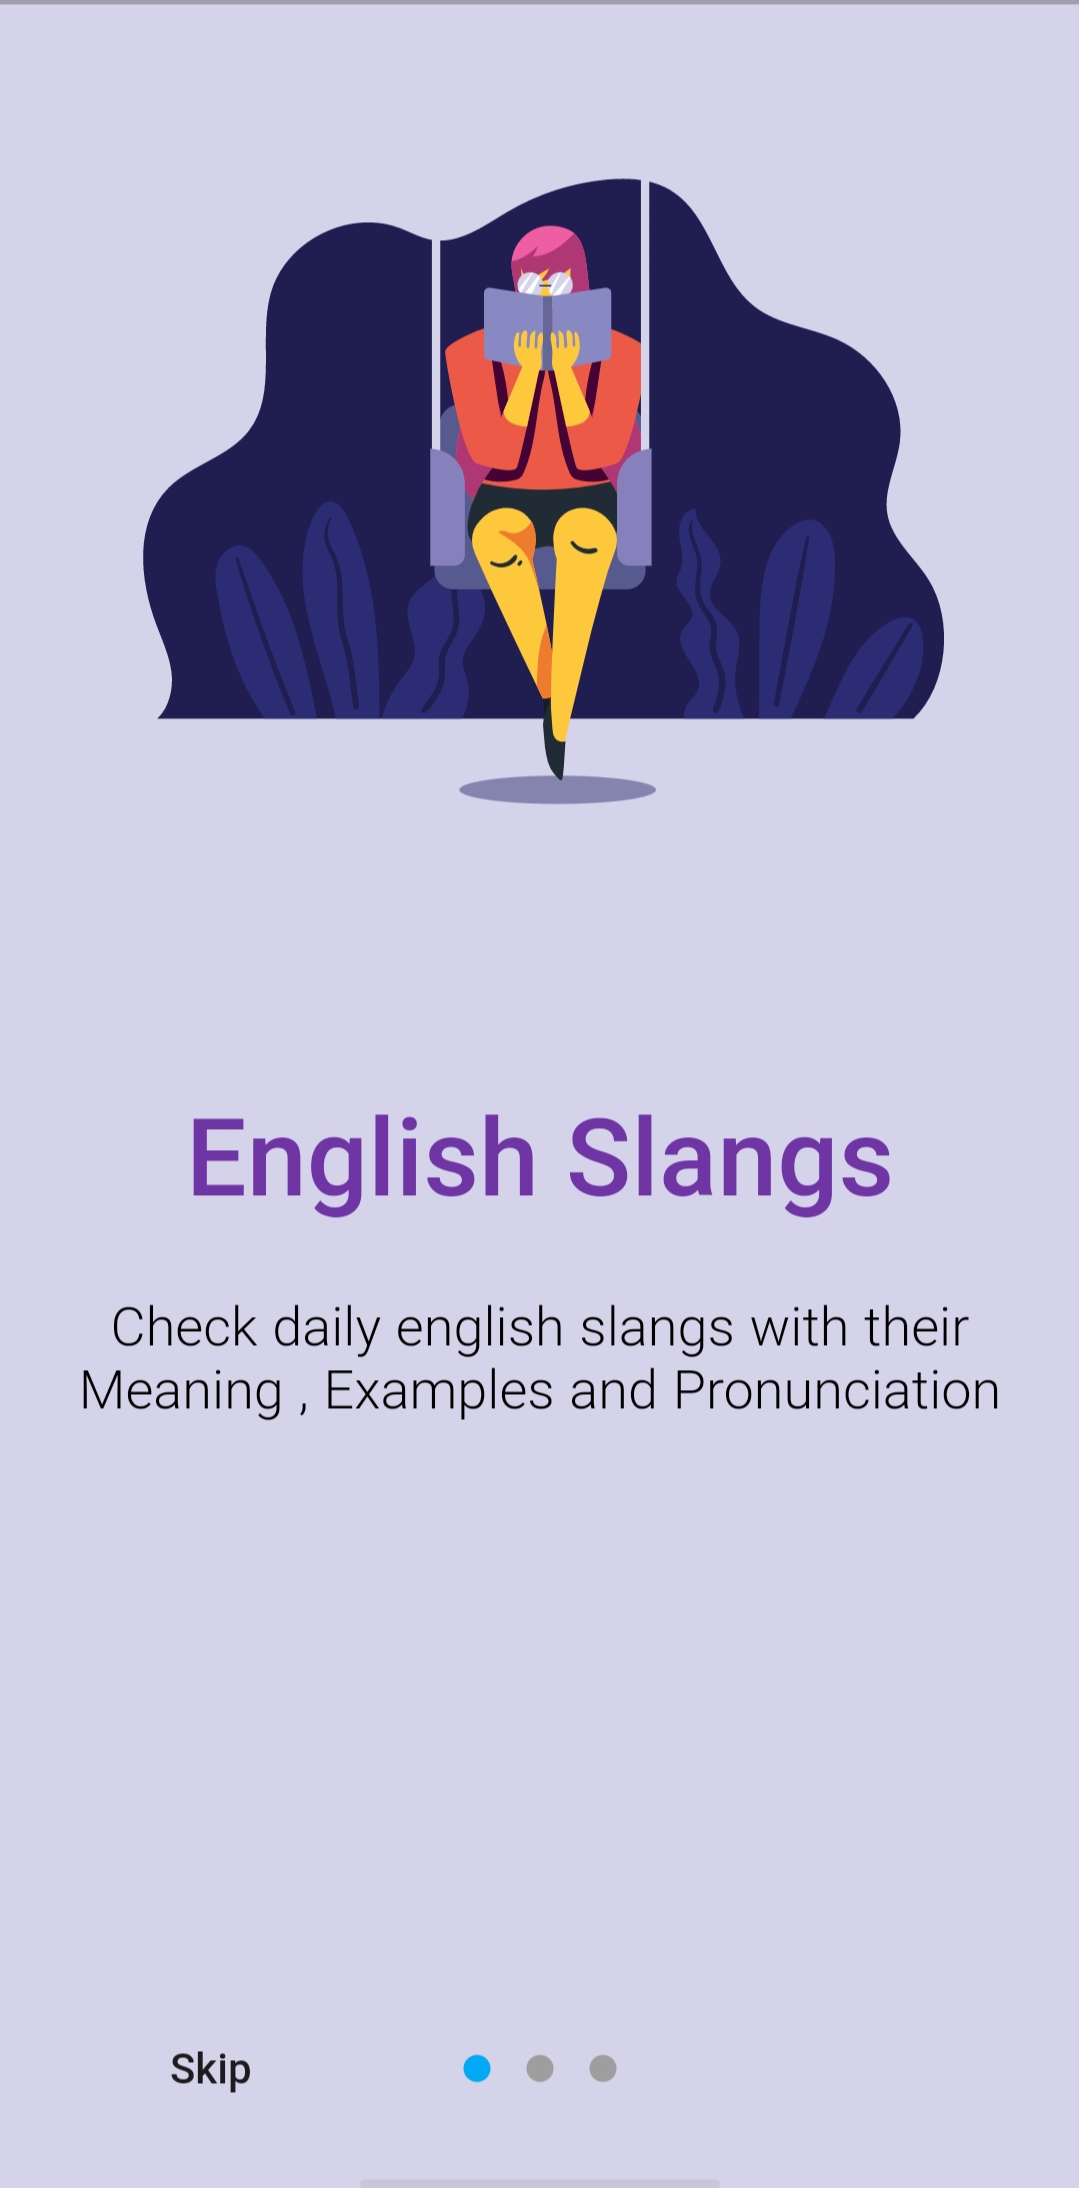 English Slangs
Check daily english slangs with their
Meaning , Examples and Pronunciation
Skip